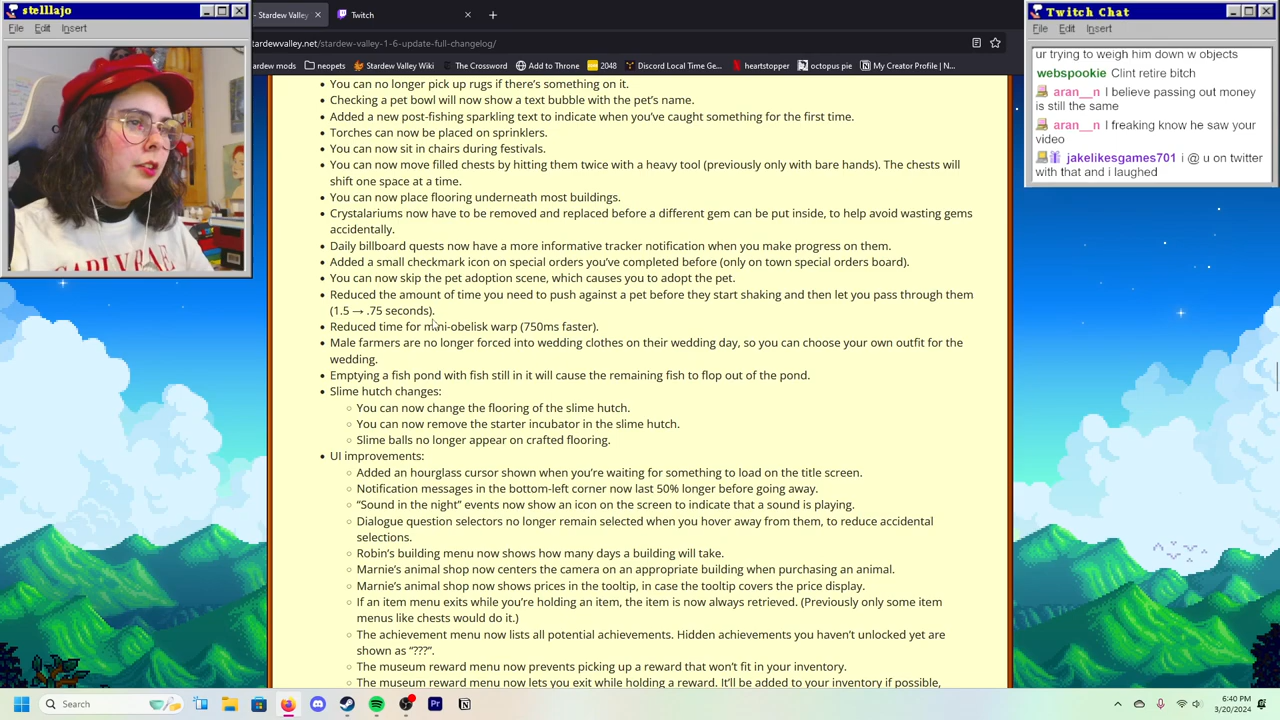 stelllajo
File Edit Insert
- Stardew Valley
Twitch
tardewvalley.net/stardew-valley-1-6-update-full-changelog/
dew mods
neopets
Stardew Valley Wiki
The Crossword
Add to Throne
2048
Discord Local Time Ge...
heartstopper
octopus pie
My Creator Profile | N...
You can no longer pick up rugs if there's something on it.
Checking a pet bowl will now show a text bubble with the pet's name.
Added a new post-fishing sparkling text to indicate when you've caught something for the first time.
Torches can now be placed on sprinklers.
You can now sit in chairs during festivals.
You can now move filled chests by hitting them twice with a heavy tool (previously only with bare hands). The chests will
shift one space at a time.
You can now place flooring underneath most buildings.
Crystalariums now have to be removed and replaced before a different gem can be put inside, to help avoid wasting gems
accidentally.
Daily billboard quests now have a more informative tracker notification when you make progress on them.
Added a small checkmark icon on special orders you've completed before (only on town special orders board).
You can now skip the pet adoption scene, which causes you to adopt the pet.
Reduced the amount of time you need to push against a pet before they start shaking and then let you pass through them
(1.5 → .75 seconds).
Reduced time for mini-obelisk warp (750ms faster).
Male farmers are no longer forced into wedding clothes on their wedding day, so you can choose your own outfit for the
wedding.
Emptying a fish pond with fish still in it will cause the remaining fish to flop out of the pond.
Slime hutch changes:
You can now change the flooring of the slime hutch.
You can now remove the starter incubator in the slime hutch.
Slime balls no longer appear on crafted flooring.
UI improvements:
Added an hourglass cursor shown when you're waiting for something to load on the title screen.
Notification messages in the bottom-left corner now last 50% longer before going away.
“Sound in the night” events now show an icon on the screen to indicate that a sound is playing.
Dialogue question selectors no longer remain selected when you hover away from them, to reduce accidental
selections.
Robin's building menu now shows how many days a building will take.
Marnie's animal shop now centers the camera on an appropriate building when purchasing an animal.
Marnie's animal shop now shows prices in the tooltip, in case the tooltip covers the price display.
If an item menu exits while you're holding an item, the item is now always retrieved. (Previously only some item
menus like chests would do it.)
The achievement menu now lists all potential achievements. Hidden achievements you haven't unlocked yet are
shown as “???”.
The museum reward menu now prevents picking up a reward that won't fit in your inventory.
The museum reward menu now lets you exit while holding a reward. It'll be added to your inventory if possible,
Twitch Chat
File Edit Insert
ur trying to weigh him down w objects
webspookie Clint retire bitch
aran__n I believe passing out money
is still the same
aran__n I freaking know he saw your
video
jakelikesgames701 i @ u on twitter
with that and i laughed
Search
6:40 PM
3/20/2024